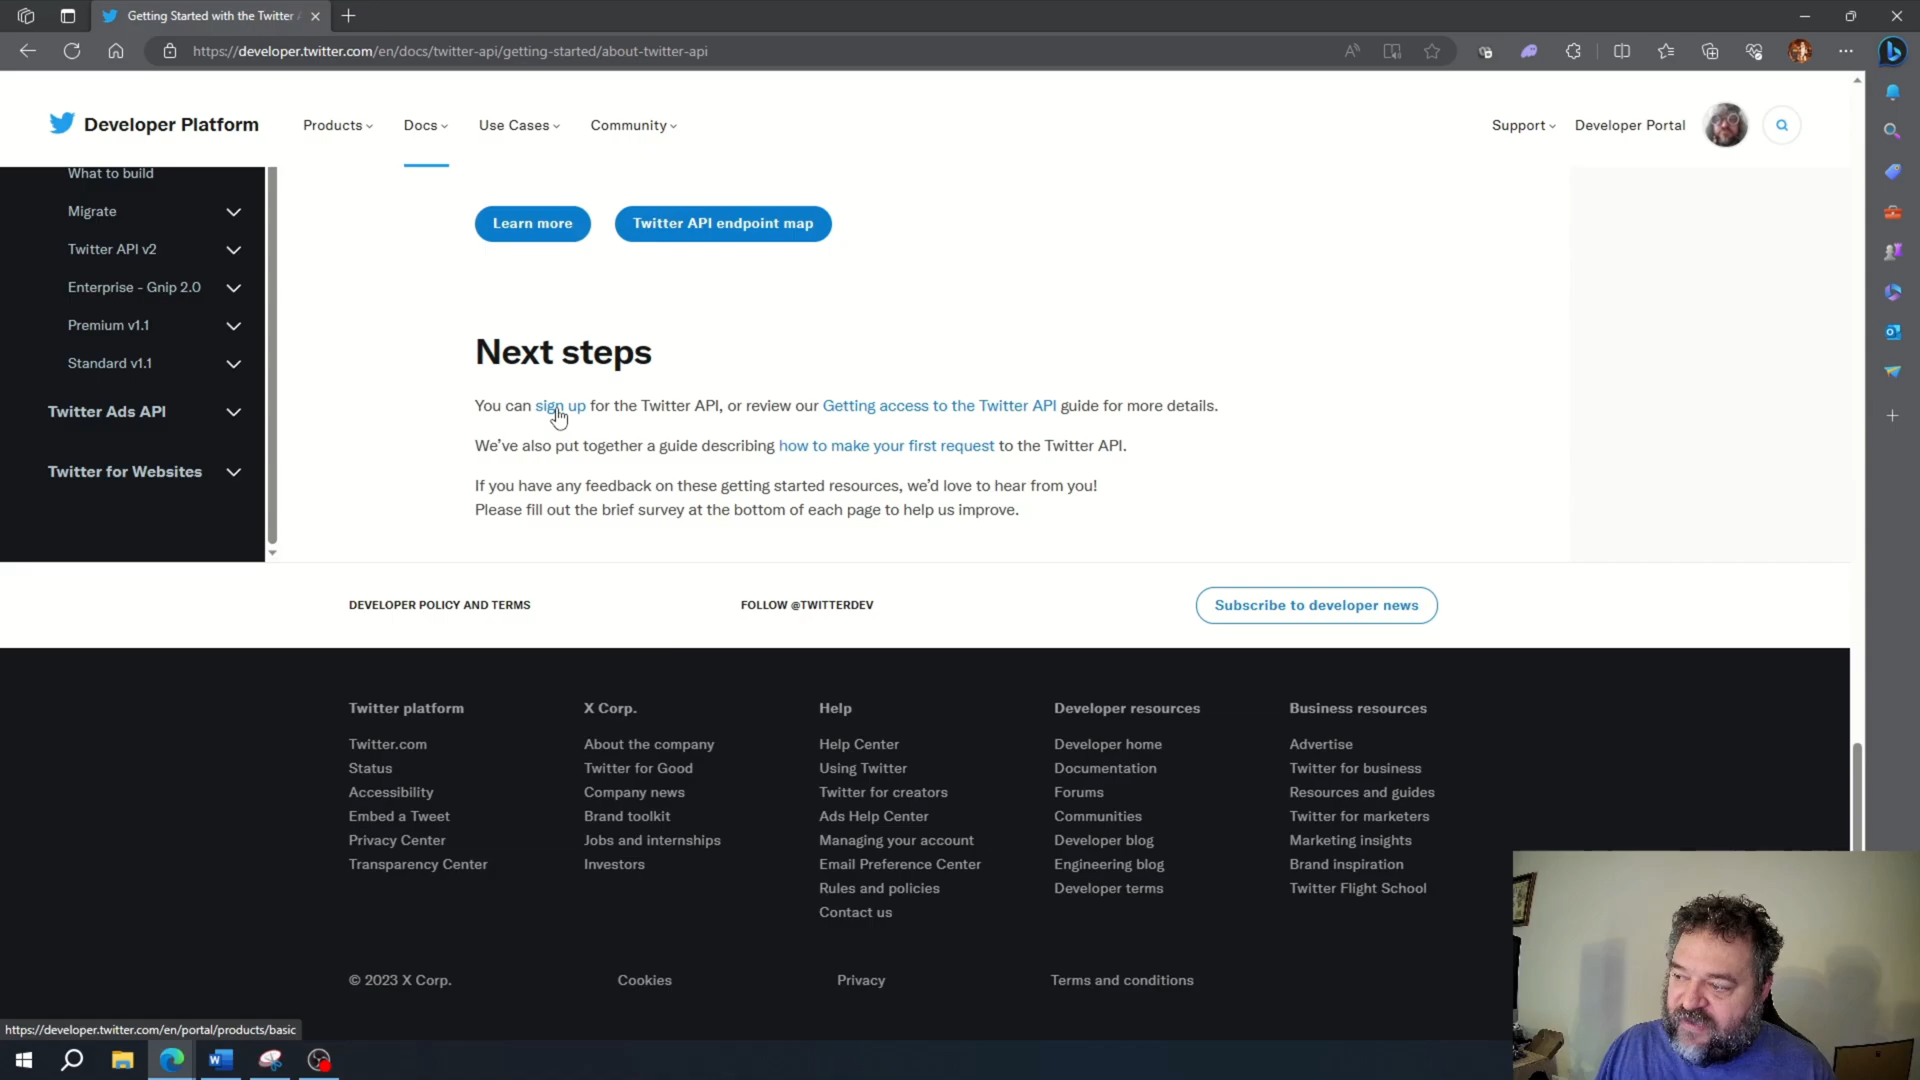 Getting Started with the Twitter
https://developer.twitter.com/en/docs/twitter-api/getting-started/about-twitter-api
Developer Platform
Products
Docs
Use Cases
Community
Support
Developer Portal
What to build
Migrate
Twitter API v2
Enterprise - Gnip 2.0
Premium v1.1
Standard v1.1
Twitter Ads API
Twitter for Websites
Learn more
Twitter API endpoint map
Next steps
You can sign up for the Twitter API, or review our Getting access to the Twitter API guide for more details.
We’ve also put together a guide describing how to make your first request to the Twitter API.
If you have any feedback on these getting started resources, we’d love to hear from you!
Please fill out the brief survey at the bottom of each page to help us improve.
DEVELOPER POLICY AND TERMS
FOLLOW @TWITTERDEV
Subscribe to developer news
Twitter platform
Twitter.com
Status
Accessibility
Embed a Tweet
Privacy Center
Transparency Center
X Corp.
About the company
Twitter for Good
Company news
Brand toolkit
Jobs and internships
Investors
Help
Help Center
Using Twitter
Twitter for creators
Ads Help Center
Managing your account
Email Preference Center
Rules and policies
Contact us
Developer resources
Developer home
Documentation
Forums
Communities
Developer blog
Engineering blog
Developer terms
Business resources
Advertise
Twitter for business
Resources and guides
Twitter for marketers
Marketing insights
Brand inspiration
Twitter Flight School
© 2023 X Corp.
Cookies
Privacy
Terms and conditions
https://developer.twitter.com/en/portal/products/basic